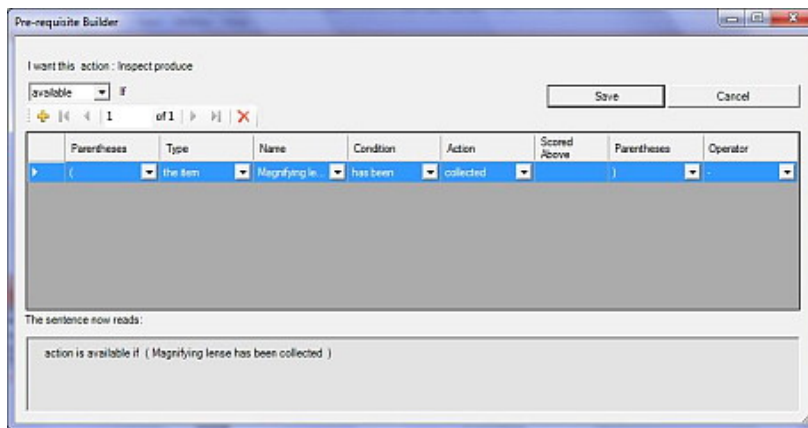 Pre-requisite Builder
I want this action : Inspect produce
available if
Save Cancel
1 of 1
Parentheses Type Name Condition Action Scored Above Parentheses Operator
( the item Magnifying le... has been collected ) -
The sentence now reads:
action is available if ( Magnifying lense has been collected )